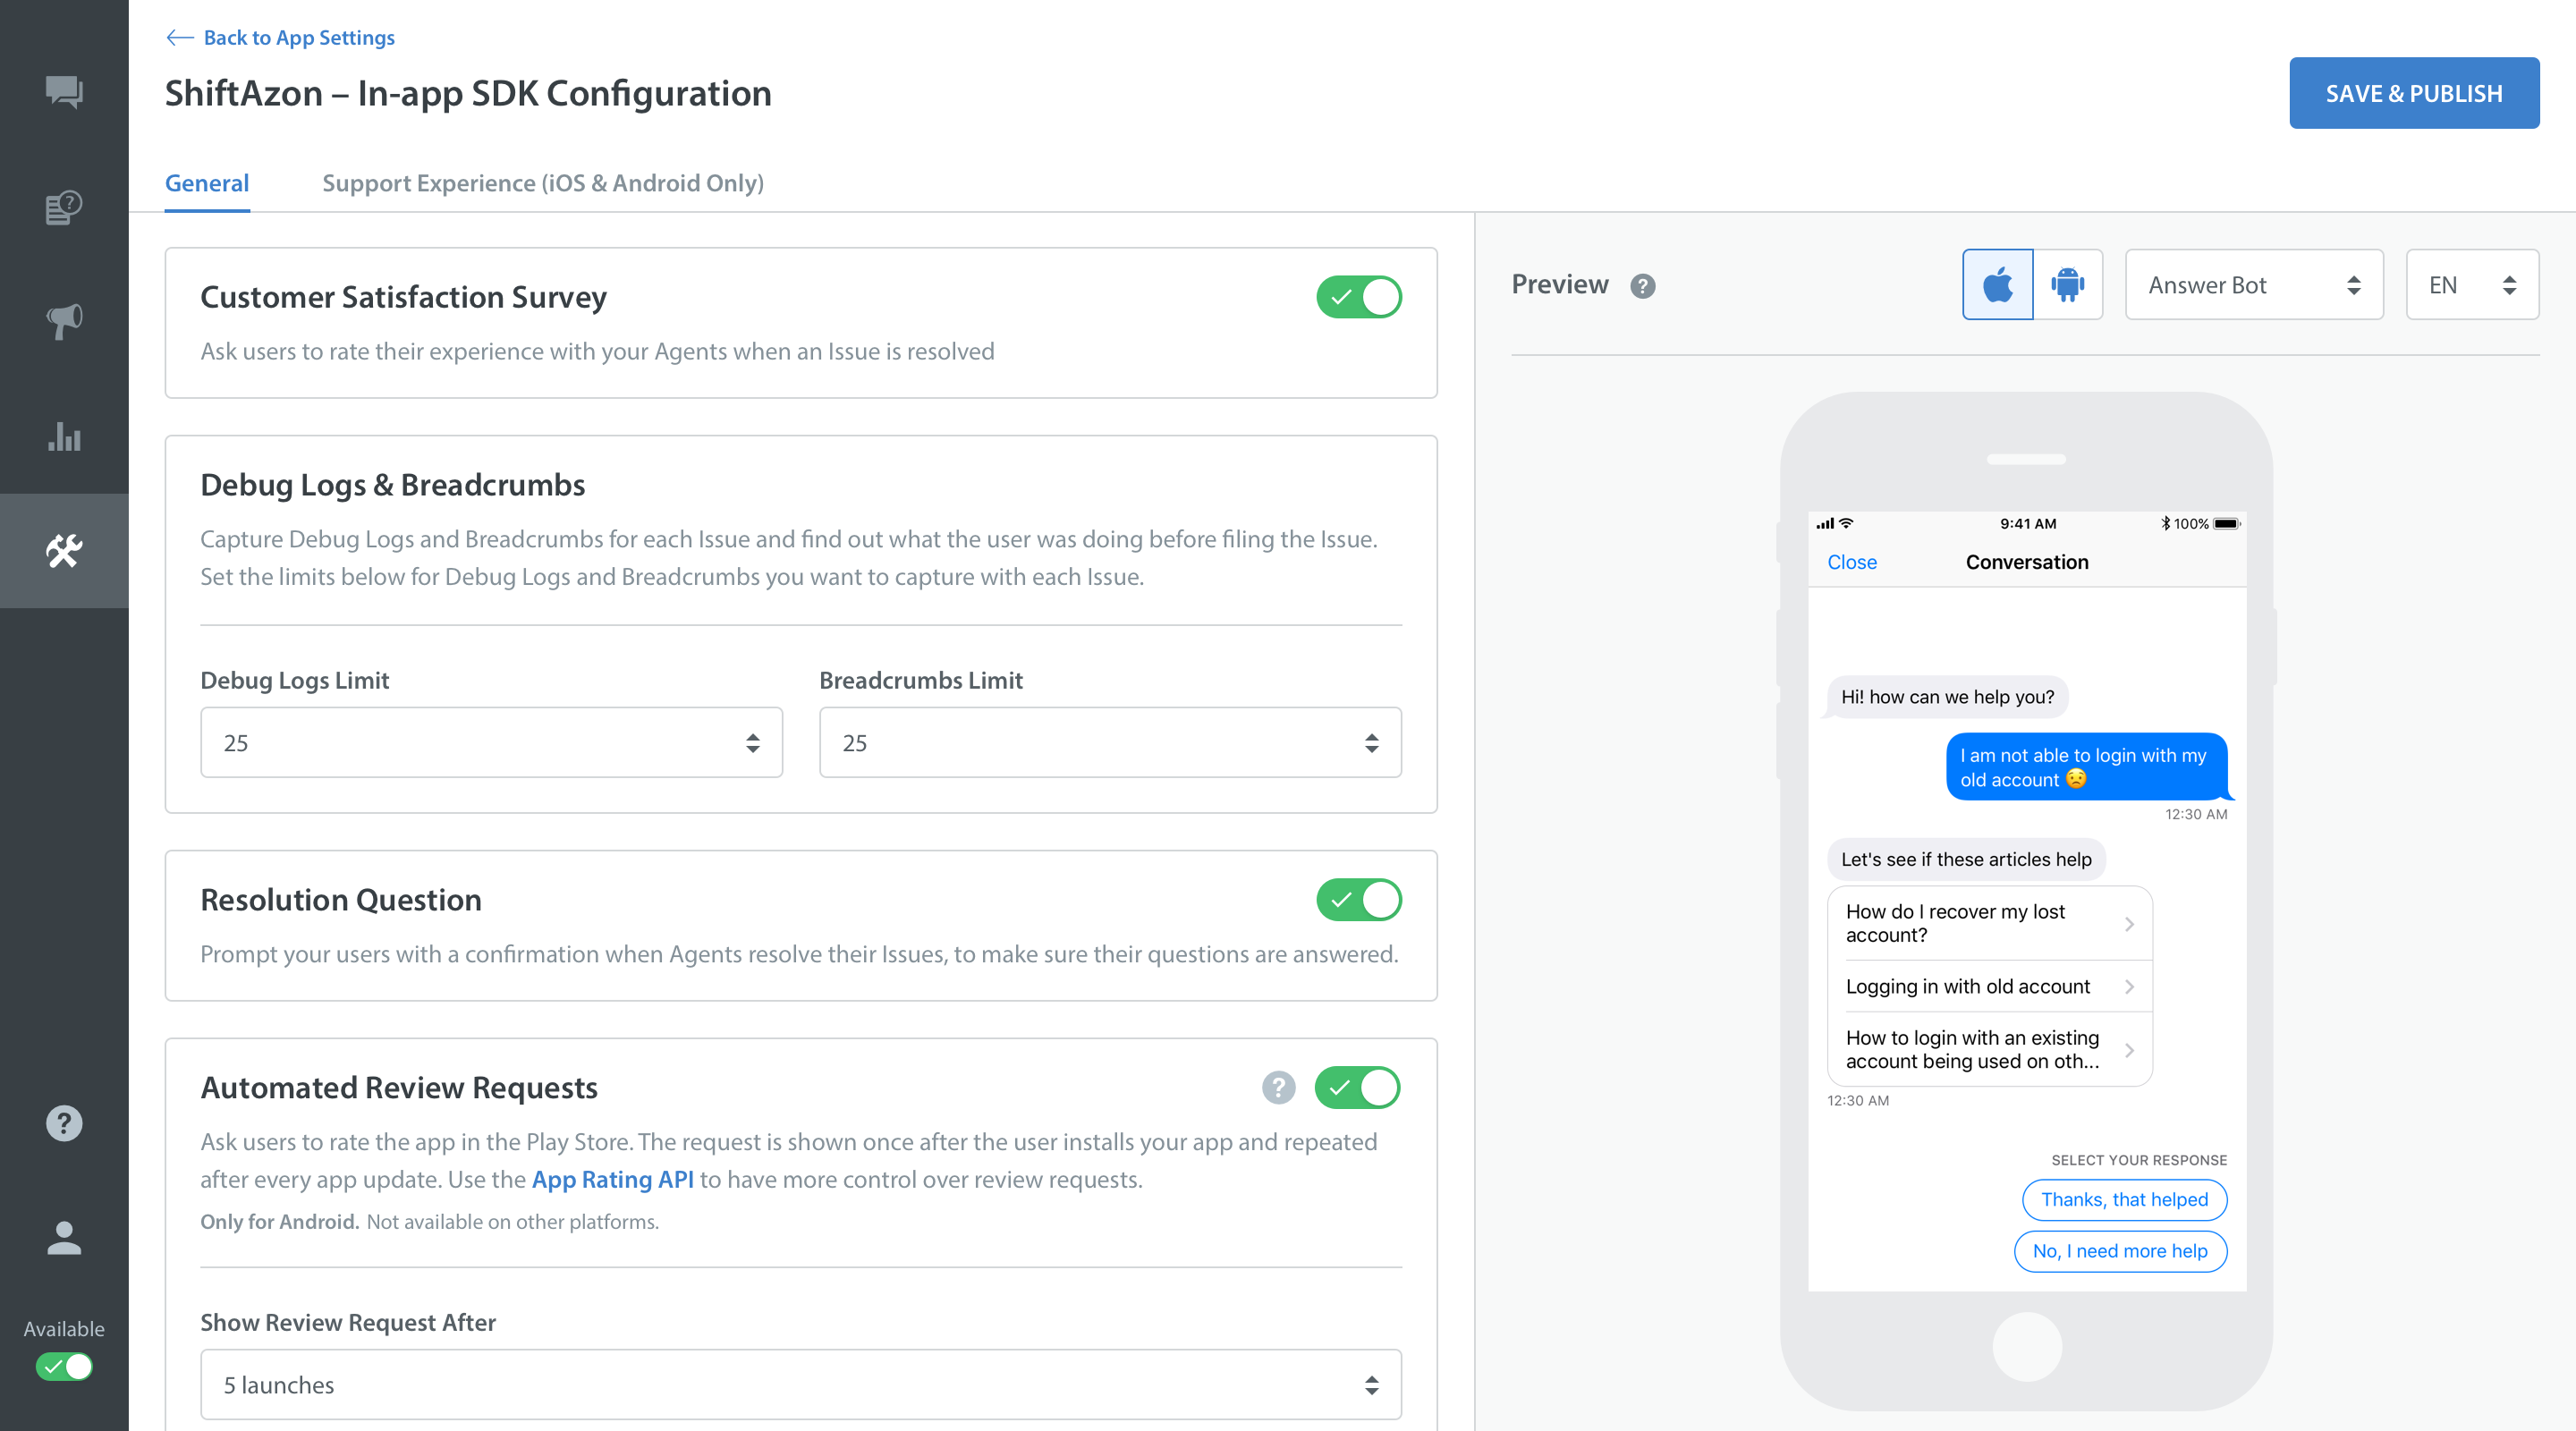 Back to App Settings
ShiftAzon – In-app SDK Configuration
SAVE & PUBLISH
General
Support Experience (iOS & Android Only)
Customer Satisfaction Survey
Ask users to rate their experience with your Agents when an Issue is resolved
Debug Logs & Breadcrumbs
Capture Debug Logs and Breadcrumbs for each Issue and find out what the user was doing before filing the Issue.
Set the limits below for Debug Logs and Breadcrumbs you want to capture with each Issue.
Debug Logs Limit
25
Breadcrumbs Limit
25
Resolution Question
Prompt your users with a confirmation when Agents resolve their Issues, to make sure their questions are answered.
Automated Review Requests
?
Ask users to rate the app in the Play Store. The request is shown once after the user installs your app and repeated
after every app update. Use the App Rating API to have more control over review requests.
Only for Android. Not available on other platforms.
Show Review Request After
5 launches
Preview ?
Answer Bot
EN
9:41 AM
100%
Close
Conversation
Hi! how can we help you?
I am not able to login with my
old account 😟
12:30 AM
Let's see if these articles help
How do I recover my lost
account?
Logging in with old account
How to login with an existing
account being used on oth...
12:30 AM
SELECT YOUR RESPONSE
Thanks, that helped
No, I need more help
?
?
Available